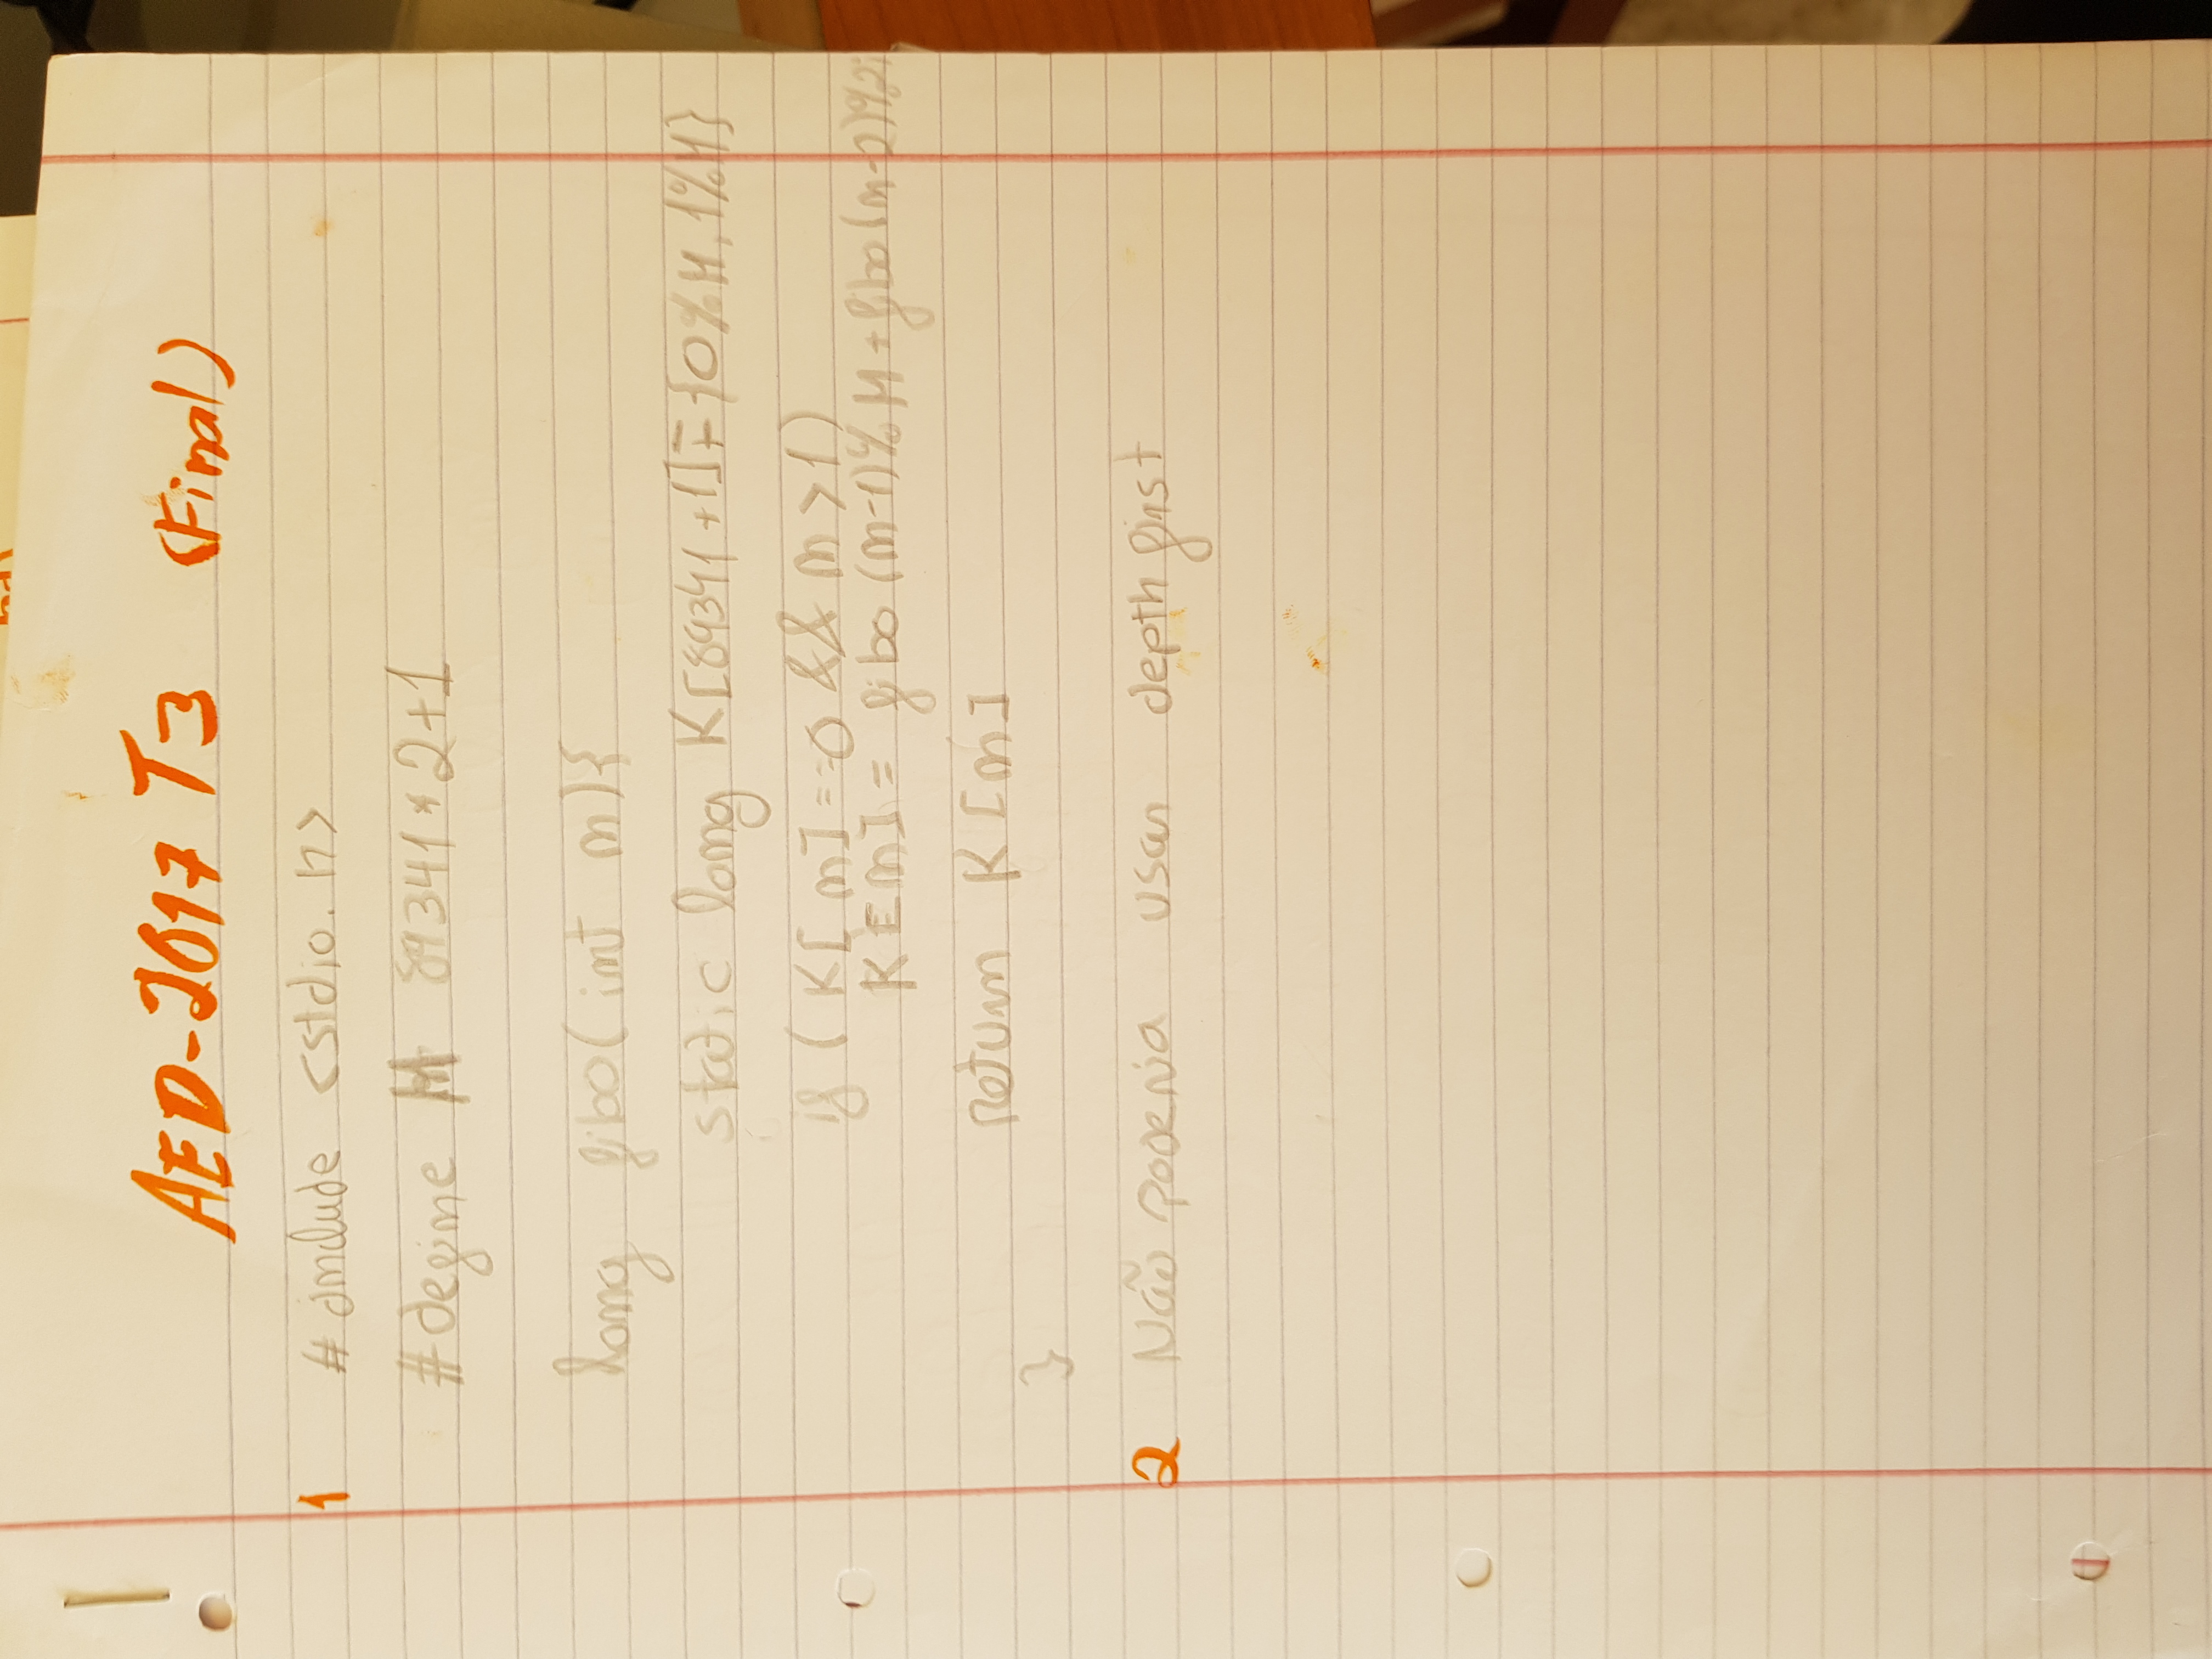 AED-2017 T3 (Final)
1 #include <stdio.h>
#define M 89341*2+1
long fibo(int n){
static long K[89341+1]={0%M,1%M}
if (K[n]==0 && n>1)
K[n]= fibo(n-1)%M+fibo(n-2)%
return K[n]
}
2 Não poderia usar depth first